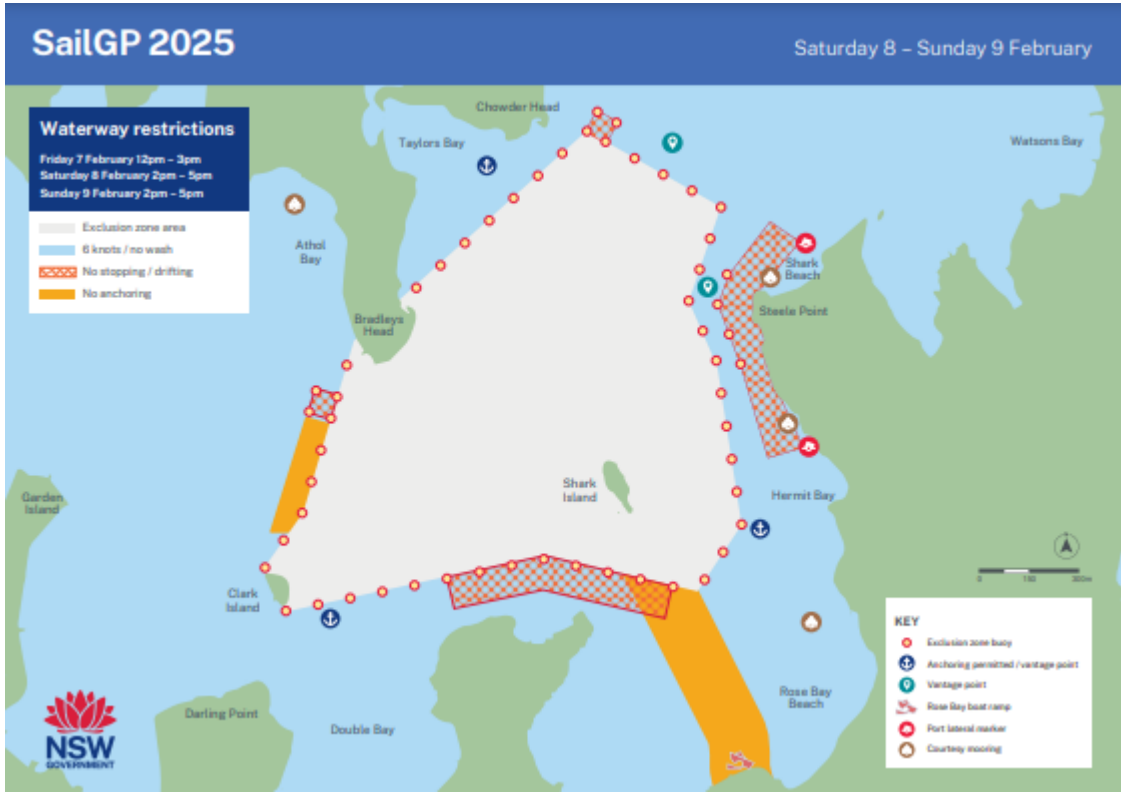 SailGP 2025
Saturday 8 – Sunday 9 February
Waterway restrictions
Friday 7 February 12pm – 3pm
Saturday 8 February 2pm – 5pm
Sunday 9 February 2pm – 5pm
Exclusion zone area
6 knots / no wash
No stopping / drifting
No anchoring
Chowder Head
Taylors Bay
Watsons Bay
Athol
Bay
Shark
Beach
Steele Point
Bradleys
Head
Shark
Island
Hermit Bay
Garden
Island
Clark
Island
0 150 300m
Rose Bay
Beach
Darling Point
Double Bay
KEY
Exclusion zone buoy
Anchoring permitted / vantage point
Vantage point
Rose Bay boat ramp
Port lateral marker
Courtesy mooring
NSW
GOVERNMENT